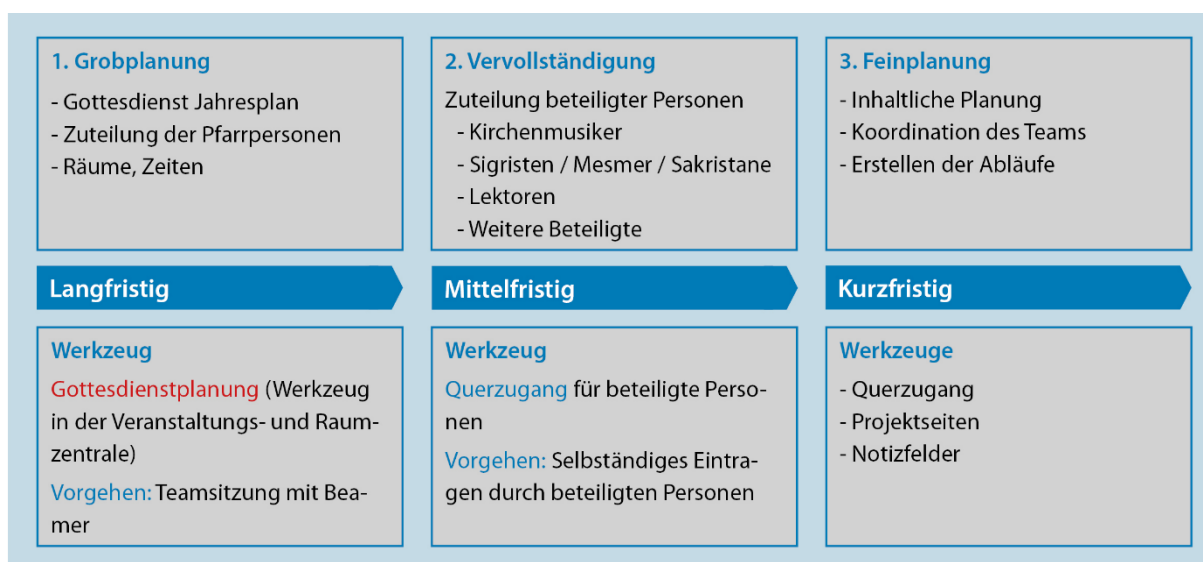 1. Grobplanung
- Gottesdienst Jahresplan
- Zuteilung der Pfarrpersonen
- Räume, Zeiten
2. Vervollständigung
Zuteilung beteiligter Personen
- Kirchenmusiker
- Sigristen / Mesmer / Sakristane
- Lektoren
- Weitere Beteiligte
3. Feinplanung
- Inhaltliche Planung
- Koordination des Teams
- Erstellen der Abläufe
Langfristig
Mittelfristig
Kurzfristig
Werkzeug
Gottesdienstplanung (Werkzeug
in der Veranstaltungs- und Raum-
zentrale)
Vorgehen: Teamsitzung mit Bea-
mer
Werkzeug
Querzugang für beteiligte Perso-
nen
Vorgehen: Selbständiges Eintra-
gen durch beteiligten Personen
Werkzeuge
- Querzugang
- Projektseiten
- Notizfelder